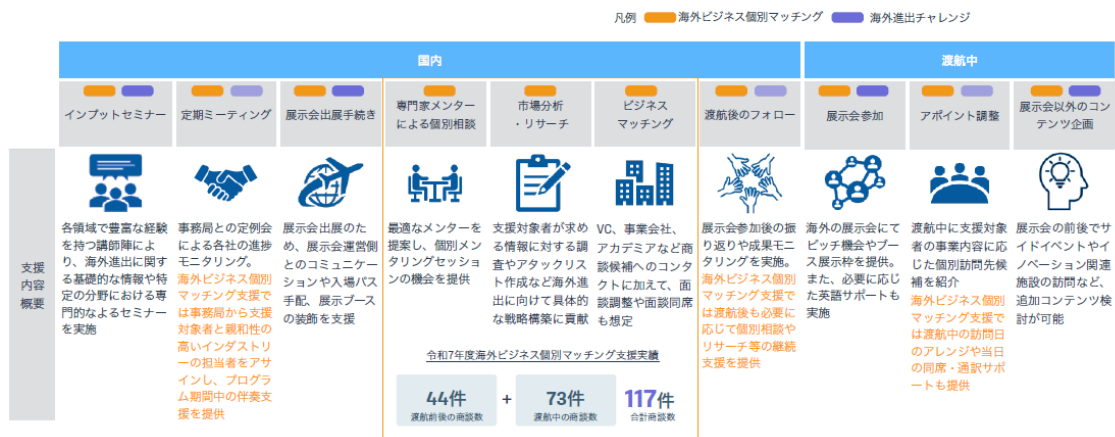 凡例 海外ビジネス個別マッチング 海外進出チャレンジ
国内
渡航中
インプットセミナー
定期ミーティング
展示会出展手続き
専門家メンター
による個別相談
市場分析
・リサーチ
ビジネス
マッチング
渡航後のフォロー
展示会参加
アポイント調整
展示会以外のコン
テンツ企画
支援
内容
概要
各領域で豊富な経験
を持つ講師陣によ
り、海外進出に関す
る基礎的な情報や特
定の分野における専
門的なよるセミナー
を実施
事務局との定例会
による各社の進捗
モニタリング。
海外ビジネス個別
マッチング支援で
は事務局から支援
対象者と親和性の
高いインダストリ
ーの担当者をアサ
インし、プログラ
ム期間中の伴奏支
援を提供
展示会出展のた
め、展示会運営側
とのコミュニケー
ションや入場パス
手配、展示ブース
の装飾を支援
最適なメンターを
提案し、個別メン
タリングセッショ
ンの機会を提供
支援対象者が求め
る情報に対する調
査やアタックリス
ト作成など海外進
出に向けて具体的
な戦略構築に貢献
VC、事業会社、
アカデミアなど商
談候補へのコンタ
クトに加えて、面
談調整や面談同席
も想定
令和7年度海外ビジネス個別マッチング支援実績
44件
渡航前後の商談数
+
73件
渡航中の商談数
117件
合計商談件数
展示会参加後の振
り返りや成果モニ
タリングを実施。
海外ビジネス個別
マッチング支援で
は渡航後も必要に
応じて個別相談や
リサーチ等の継続
支援を提供
海外の展示会にて
ピッチ機会やブー
ス展示枠を提供。
また、必要に応じ
た英語サポートも
実施
渡航中に支援対象
者の事業内容に応
じた個別訪問先候
補を紹介
海外ビジネス個別
マッチング支援で
は渡航中の訪問日
のアレンジや当日
の同席・通訳サポ
ートも提供
展示会の前後でサ
イドイベントやイ
ノベーション関連
施設の訪問など、
追加コンテンツ検
討が可能